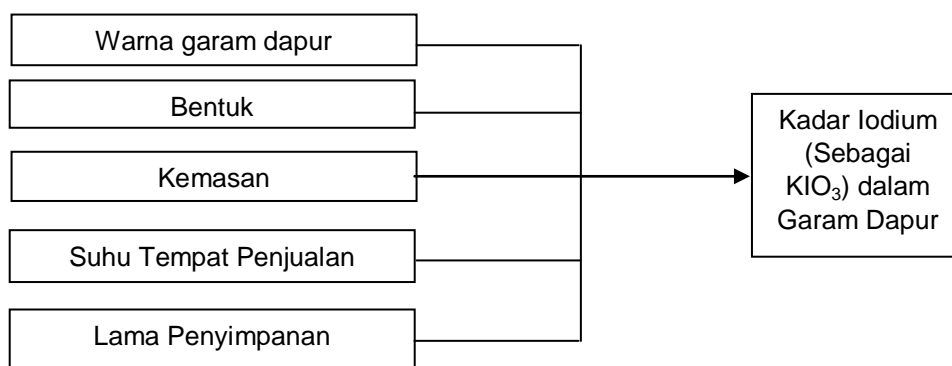 Warna garam dapur
Bentuk
Kemasan
Suhu Tempat Penjualan
Lama Penyimpanan
Kadar Iodium
(Sebagai
KIO₃) dalam
Garam Dapur